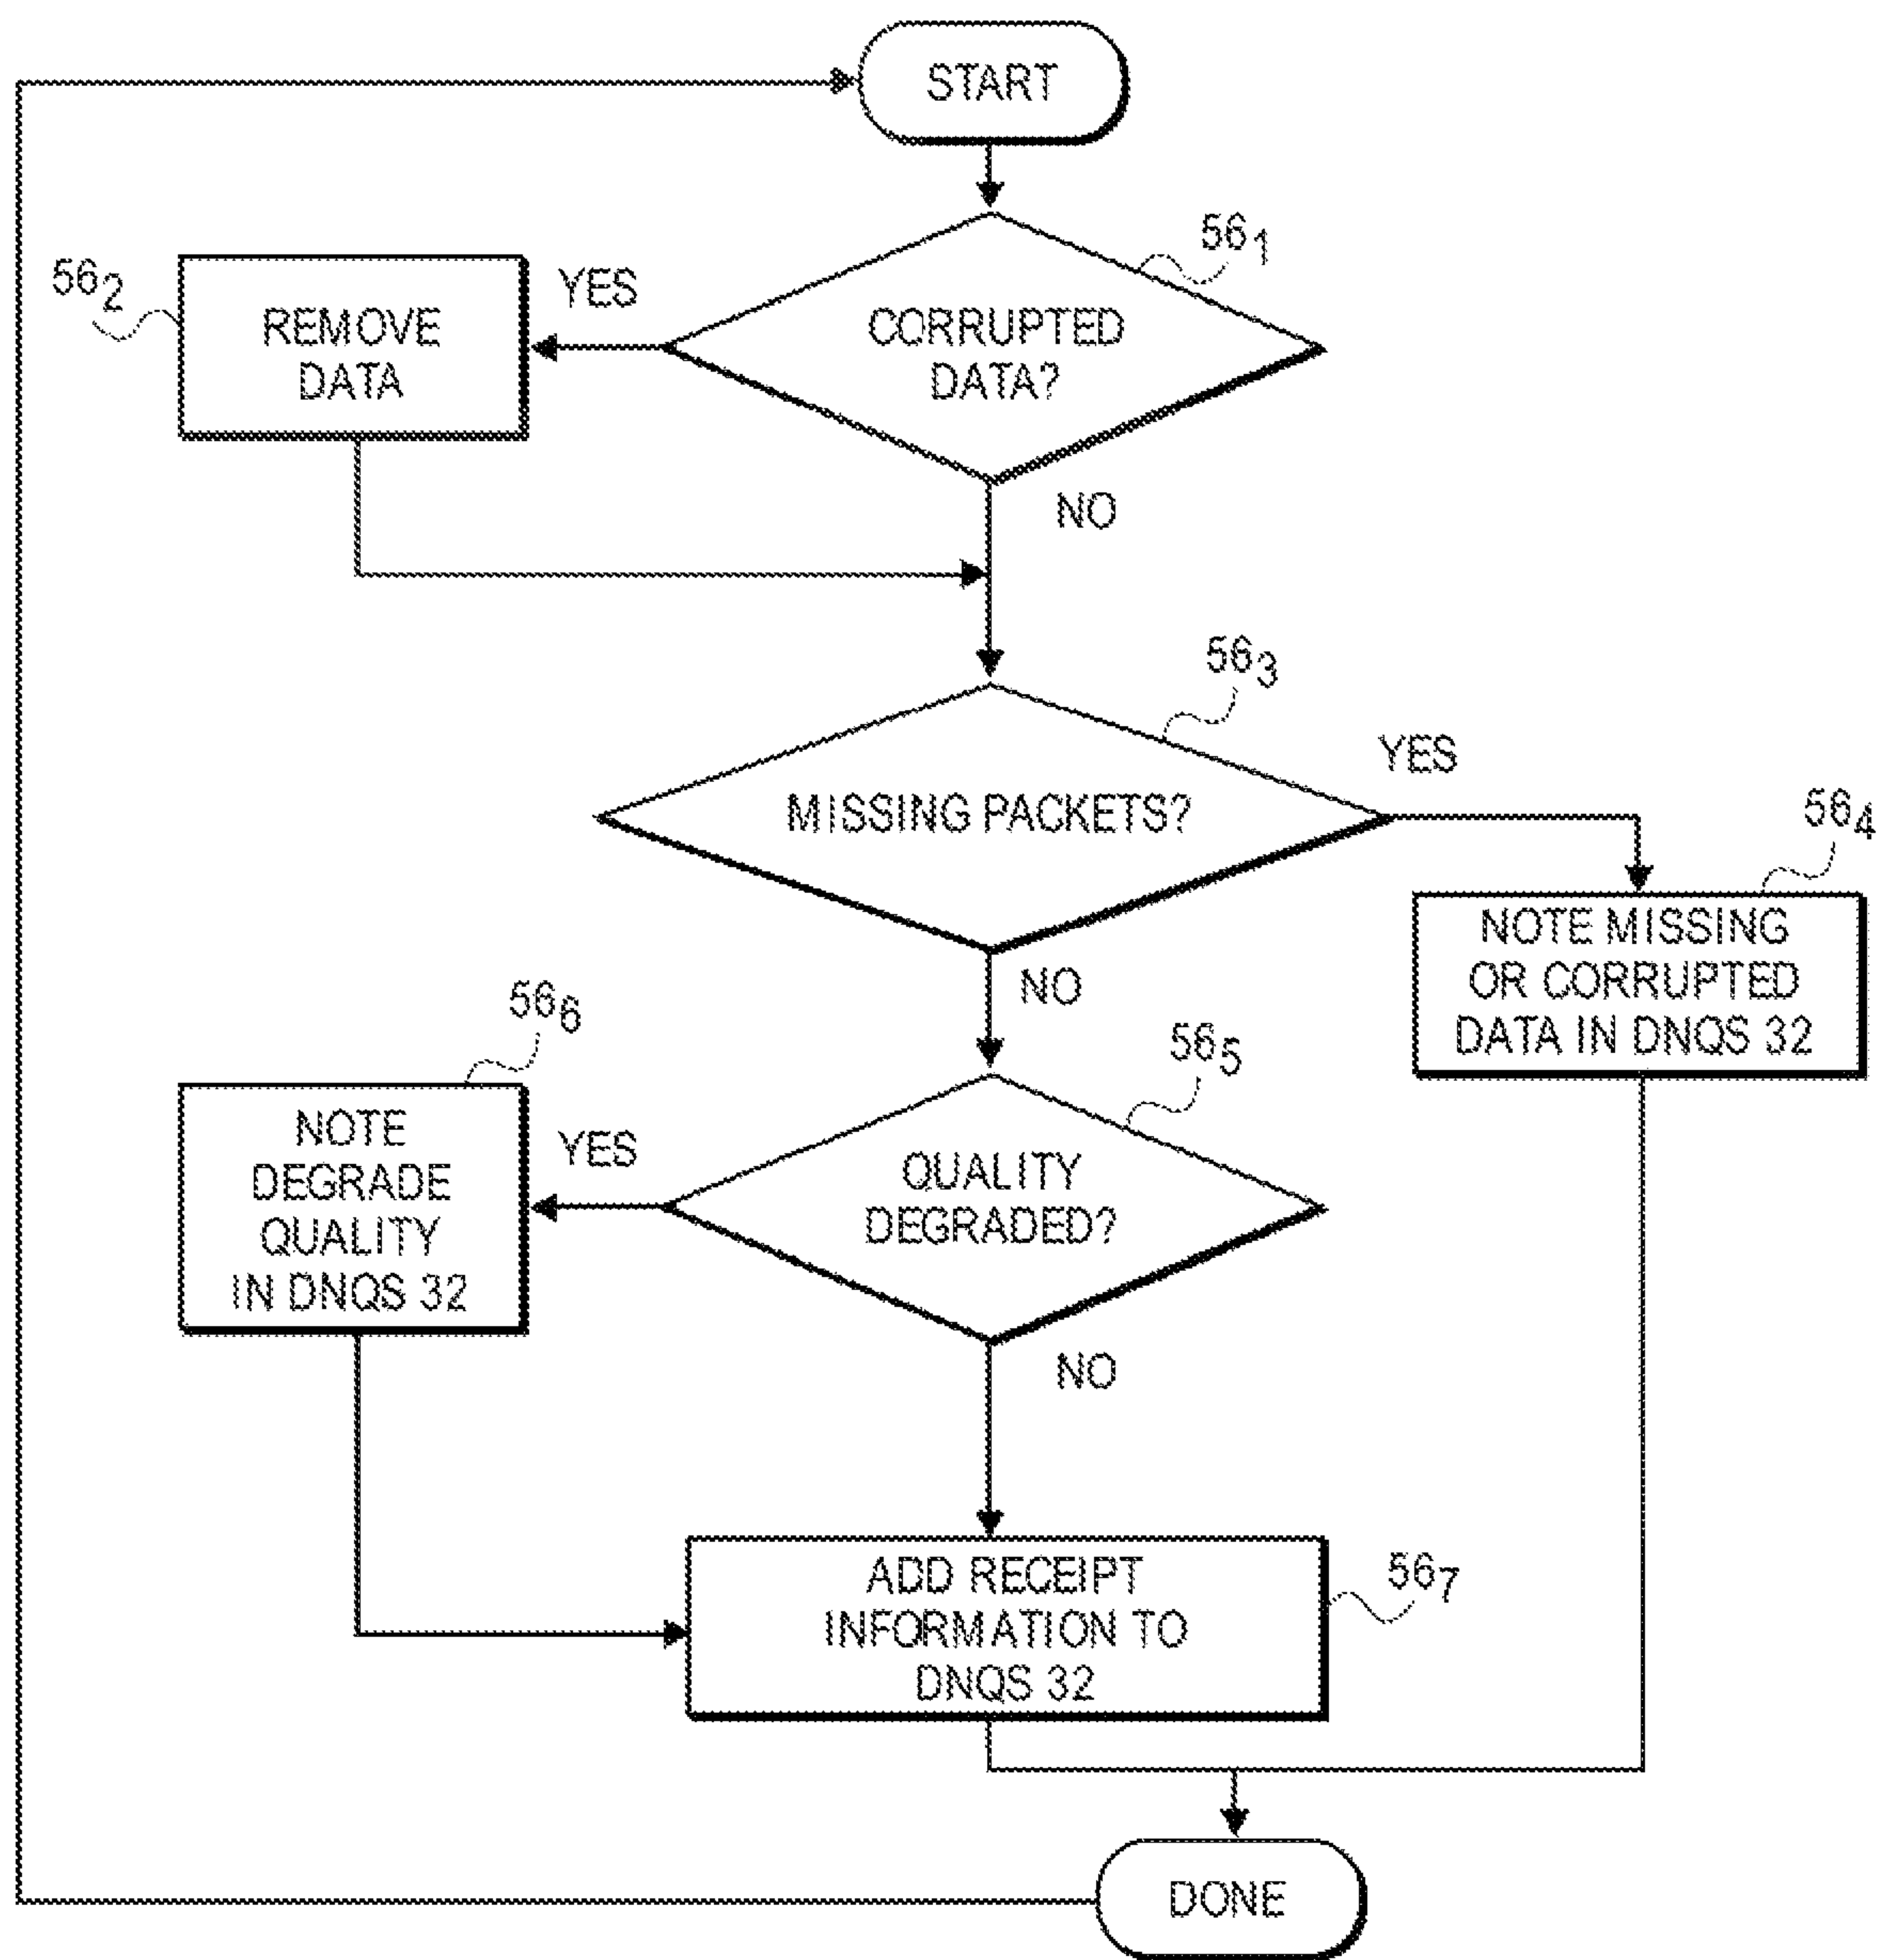 START
56₁
CORRUPTED
DATA?
YES
56₂
REMOVE
DATA
NO
56₃
MISSING PACKETS?
YES
56₄
NOTE MISSING
OR CORRUPTED
DATA IN DNQS 32
NO
56₅
QUALITY
DEGRADED?
YES
56₆
NOTE
DEGRADE
QUALITY
IN DNQS 32
NO
56₇
ADD RECEIPT
INFORMATION TO
DNQS 32
DONE